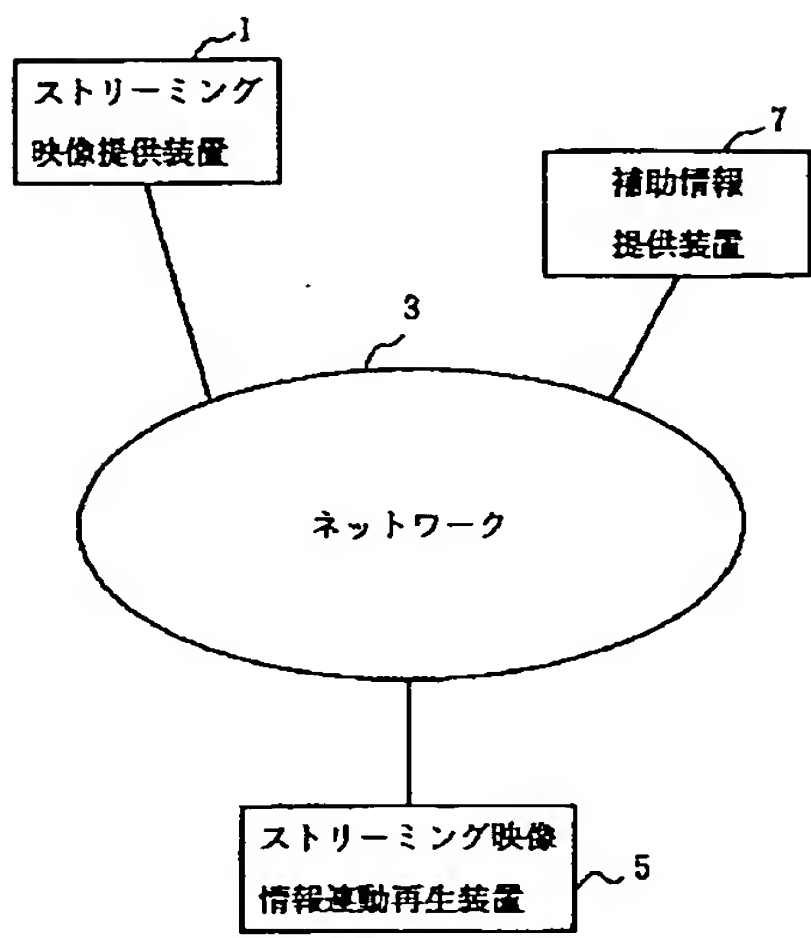 1
ストリーミング
映像提供装置
7
補助情報
提供装置
3
ネットワーク
ストリーミング映像
情報連動再生装置
5